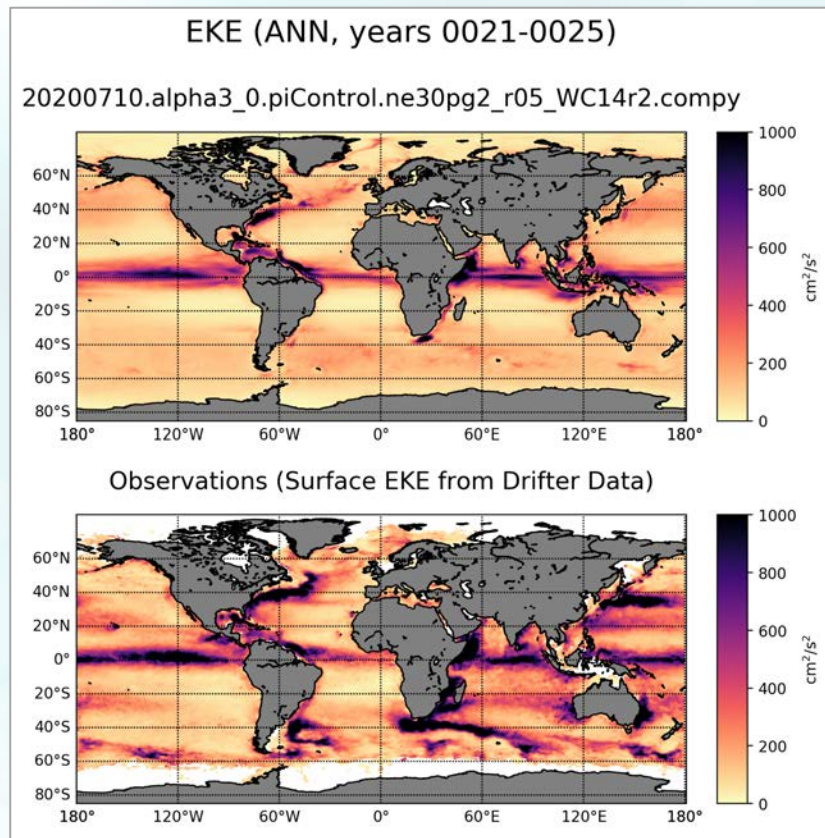 EKE (ANN, years 0021-0025)
20200710.alpha3_0.piControl.ne30pg2_r05_WC14r2.compy
60°N
40°N
20°N
0°
20°S
40°S
60°S
80°S
180° 120°W 60°W 0° 60°E 120°E 180°
1000
800
600
400
200
0
cm²/s²
Observations (Surface EKE from Drifter Data)
60°N
40°N
20°N
0°
20°S
40°S
60°S
80°S
180° 120°W 60°W 0° 60°E 120°E 180°
1000
800
600
400
200
0
cm²/s²